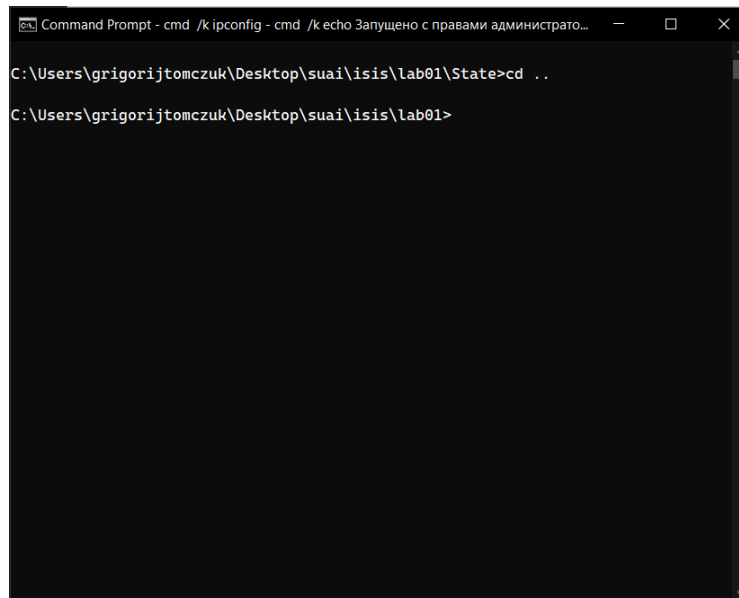 Command Prompt - cmd /k ipconfig - cmd /k echo Запущено с правами администрато...
C:\Users\grigorijtomczuk\Desktop\suai\isis\lab01\State>cd ..
C:\Users\grigorijtomczuk\Desktop\suai\isis\lab01>